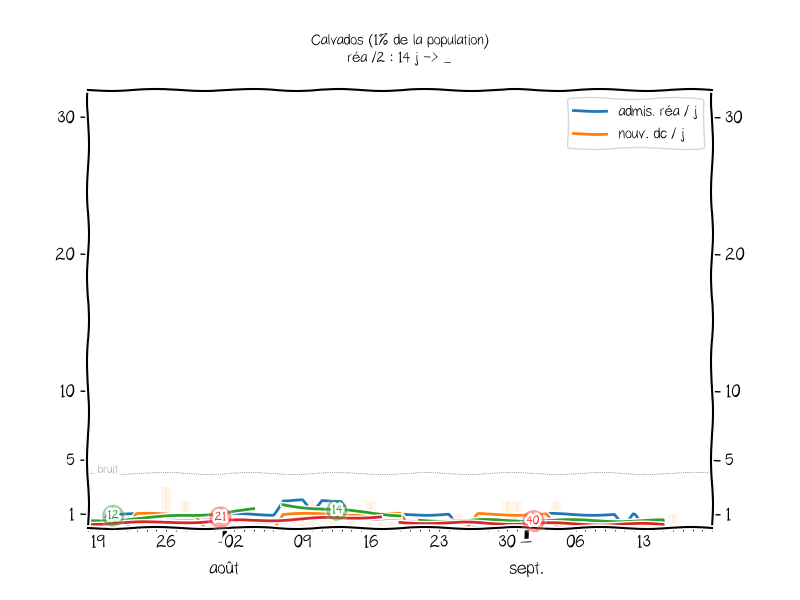 Calvados (1% de la population)
réa /2 : 14 j -> _
admis. réa / j
nouv. dc / j
30 30
20 20
10 10
5 5
bruit
1 1
12 21 14 40
19 26 02 09 16 23 30 06 13
août sept.